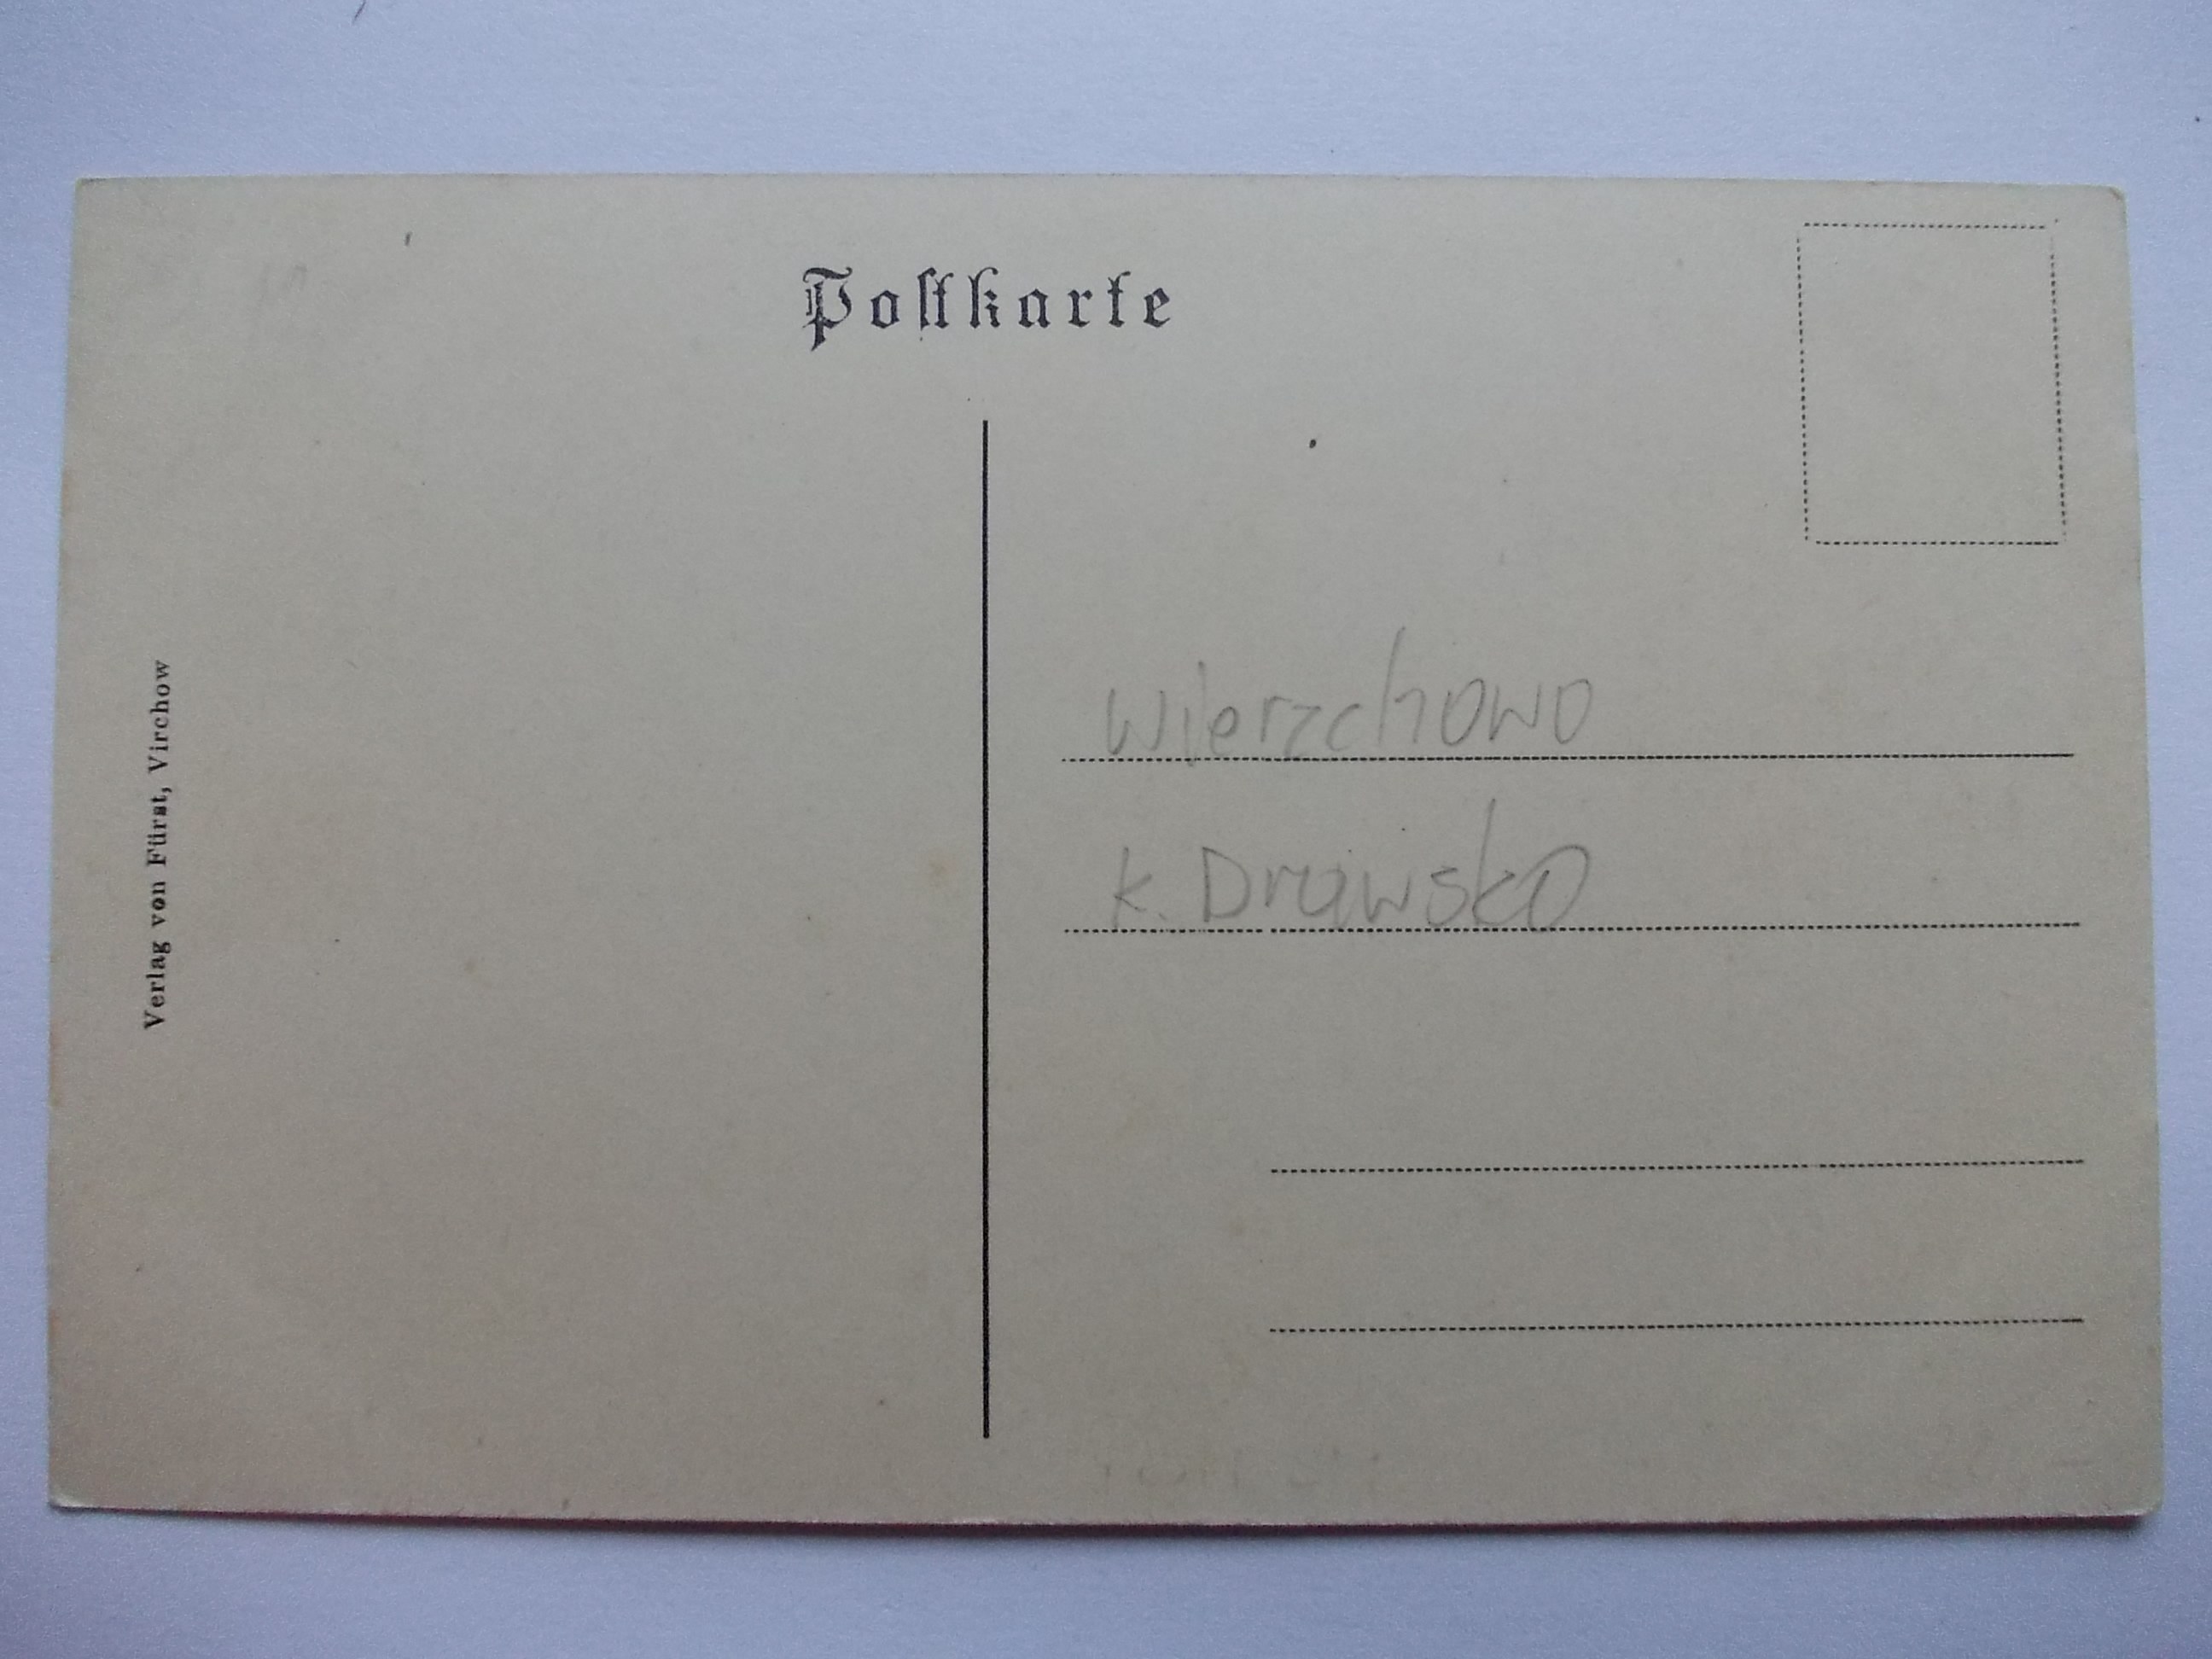 Postkarte
Verlag von Fürst, Virchow
Wierzchowo
k. Drawsko